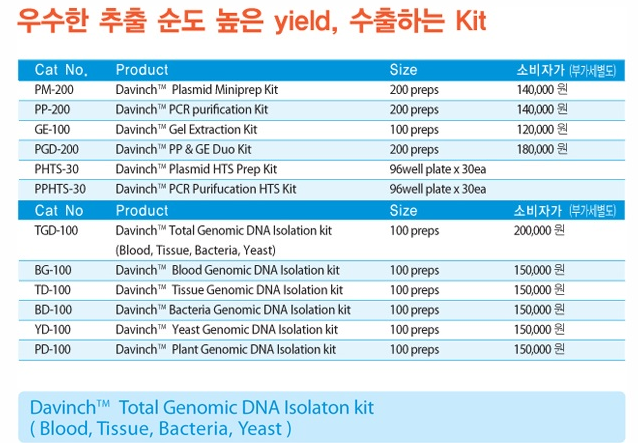 우수한 추출 순도 높은 yield, 수출하는 Kit
Cat No. Product Size 소비자가 (부가세별도)
PM-200 Davinch™ Plasmid Miniprep Kit 200 preps 140,000 원
PP-200 Davinch™ PCR purification Kit 200 preps 140,000 원
GE-100 Davinch™ Gel Extraction Kit 100 preps 120,000 원
PGD-200 Davinch™ PP & GE Duo Kit 200 preps 180,000 원
PHTS-30 Davinch™ Plasmid HTS Prep Kit 96well plate x 30ea
PPHTS-30 Davinch™ PCR Purifucation HTS Kit 96well plate x 30ea
Cat No Product Size 소비자가 (부가세별도)
TGD-100 Davinch™ Total Genomic DNA Isolation kit 100 preps 200,000 원
(Blood, Tissue, Bacteria, Yeast)
BG-100 Davinch™ Blood Genomic DNA Isolation kit 100 preps 150,000 원
TD-100 Davinch™ Tissue Genomic DNA Isolation kit 100 preps 150,000 원
BD-100 Davinch™ Bacteria Genomic DNA Isolation kit 100 preps 150,000 원
YD-100 Davinch™ Yeast Genomic DNA Isolation kit 100 preps 150,000 원
PD-100 Davinch™ Plant Genomic DNA Isolation kit 100 preps 150,000 원
Davinch™ Total Genomic DNA Isolaton kit
( Blood, Tissue, Bacteria, Yeast )